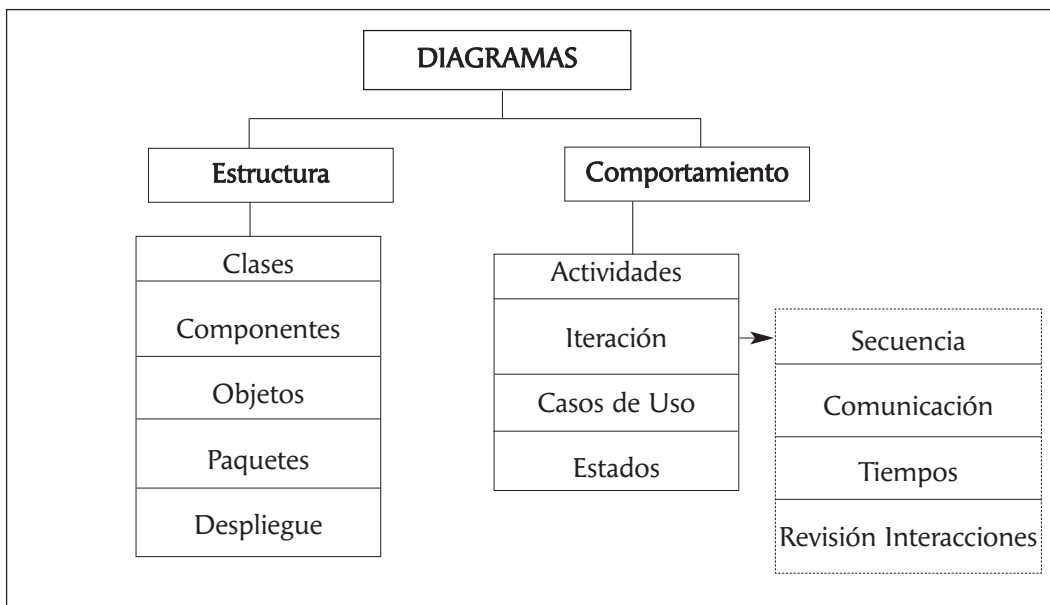 DIAGRAMAS
Estructura
Comportamiento
Clases
Componentes
Objetos
Paquetes
Despliegue
Actividades
Iteración
Casos de Uso
Estados
Secuencia
Comunicación
Tiempos
Revisión Interacciones